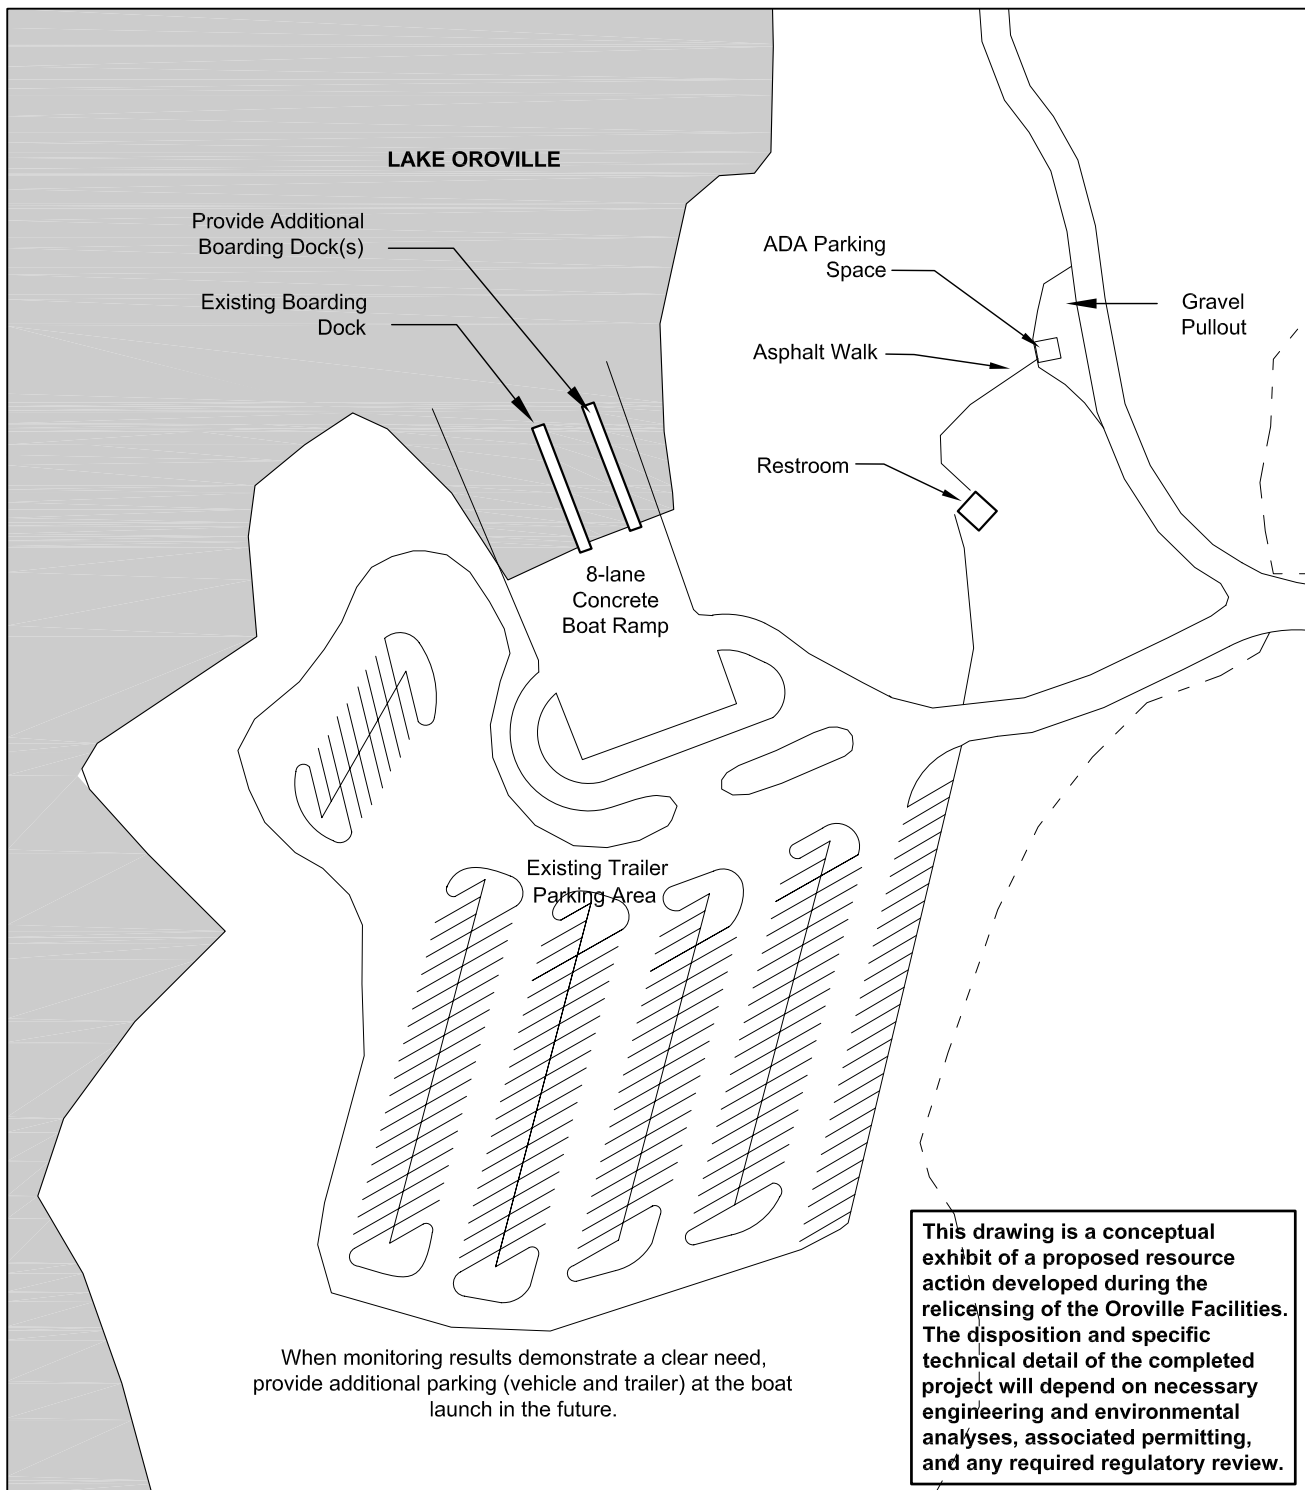 LAKE OROVILLE
Provide Additional
Boarding Dock(s)
Existing Boarding
Dock
ADA Parking
Space
Gravel
Pullout
Asphalt Walk
Restroom
8-lane
Concrete
Boat Ramp
Existing Trailer
Parking Area
When monitoring results demonstrate a clear need,
provide additional parking (vehicle and trailer) at the boat
launch in the future.
This drawing is a conceptual
exhibit of a proposed resource
action developed during the
relicensing of the Oroville Facilities.
The disposition and specific
technical detail of the completed
project will depend on necessary
engineering and environmental
analyses, associated permitting,
and any required regulatory review.